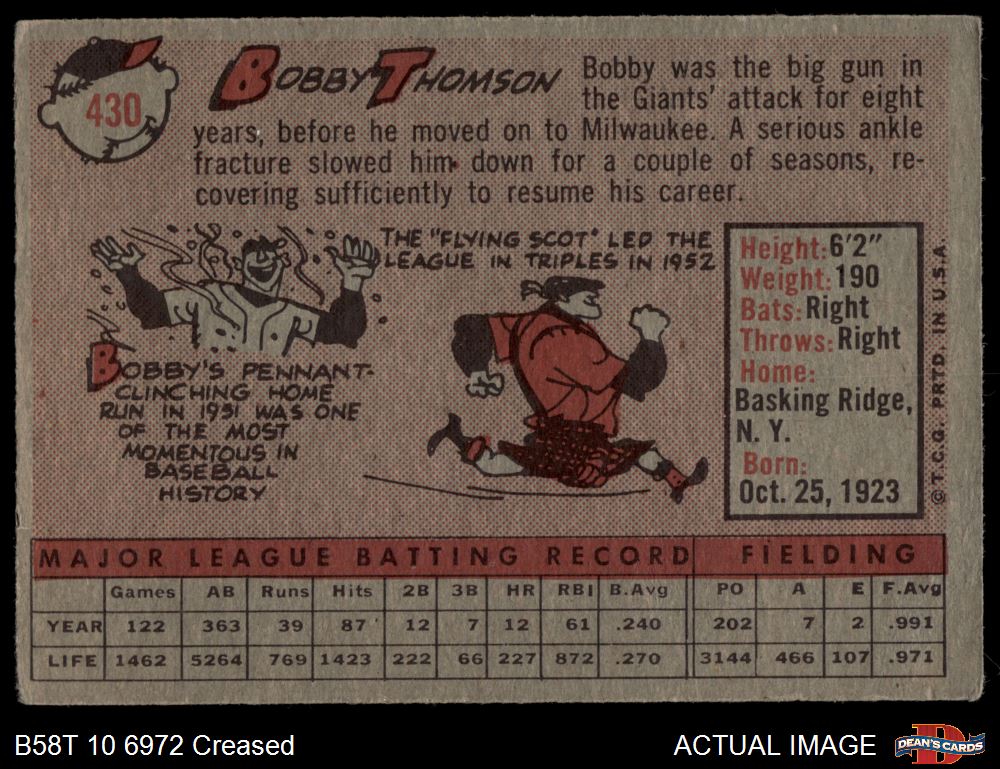 430
BOBBY THOMSON
Bobby was the big gun in
the Giants' attack for eight
years, before he moved on to Milwaukee. A serious ankle
fracture slowed him down for a couple of seasons, re-
covering sufficiently to resume his career.
THE "FLYING SCOT" LED THE
LEAGUE IN TRIPLES IN 1952
BOBBY'S PENNANT-
CLINCHING HOME
RUN IN 1951 WAS ONE
OF THE MOST
MOMENTOUS IN
BASEBALL
HISTORY
Height: 6'2"
Weight: 190
Bats: Right
Throws: Right
Home:
Basking Ridge,
N. Y.
Born:
Oct. 25, 1923
© T.C.G. PRTD. IN U.S.A.
MAJOR LEAGUE BATTING RECORD FIELDING
Games AB Runs Hits 2B 3B HR RBI B.Avg PO A E F.Avg
YEAR 122 363 39 87 12 7 12 61 .240 202 7 2 .991
LIFE 1462 5264 769 1423 222 66 227 872 .270 3144 466 107 .971
B58T 10 6972 Creased
ACTUAL IMAGE
D
DEAN'S CARDS